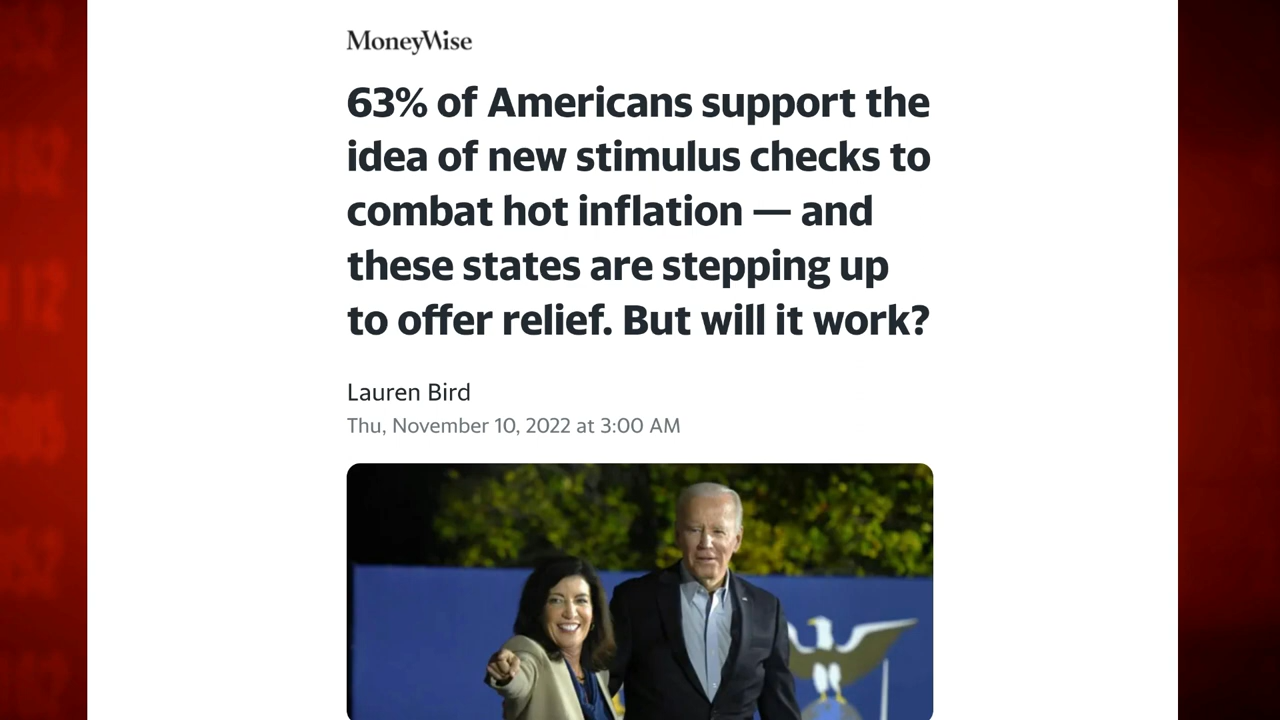 MoneyWise
63% of Americans support the
idea of new stimulus checks to
combat hot inflation — and
these states are stepping up
to offer relief. But will it work?
Lauren Bird
Thu, November 10, 2022 at 3:00 AM